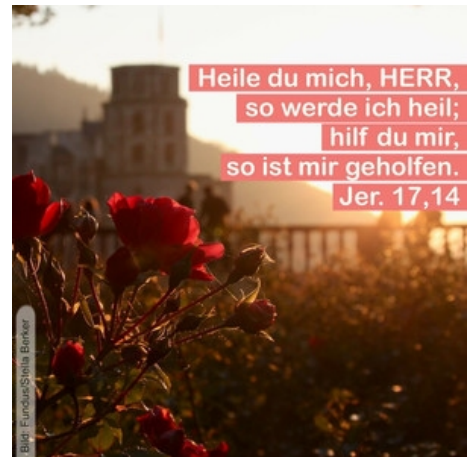 Heile du mich, HERR,
so werde ich heil;
hilf du mir,
so ist mir geholfen.
Jer. 17,14
Bild: Fundus/Stella Berker